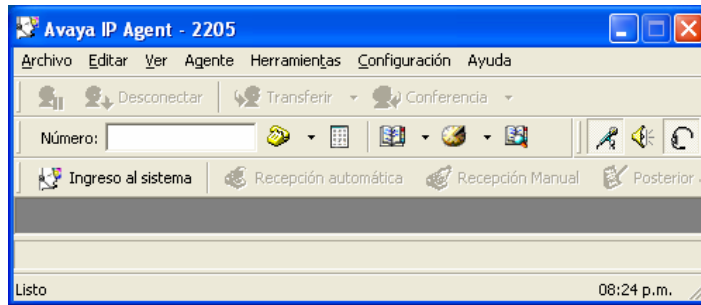 Avaya IP Agent - 2205
Archivo Editar Ver Agente Herramientas Configuración Ayuda
Desconectar Transferir Conferencia
Número:
Ingreso al sistema Recepción automática Recepción Manual Posterior
Listo 08:24 p.m.